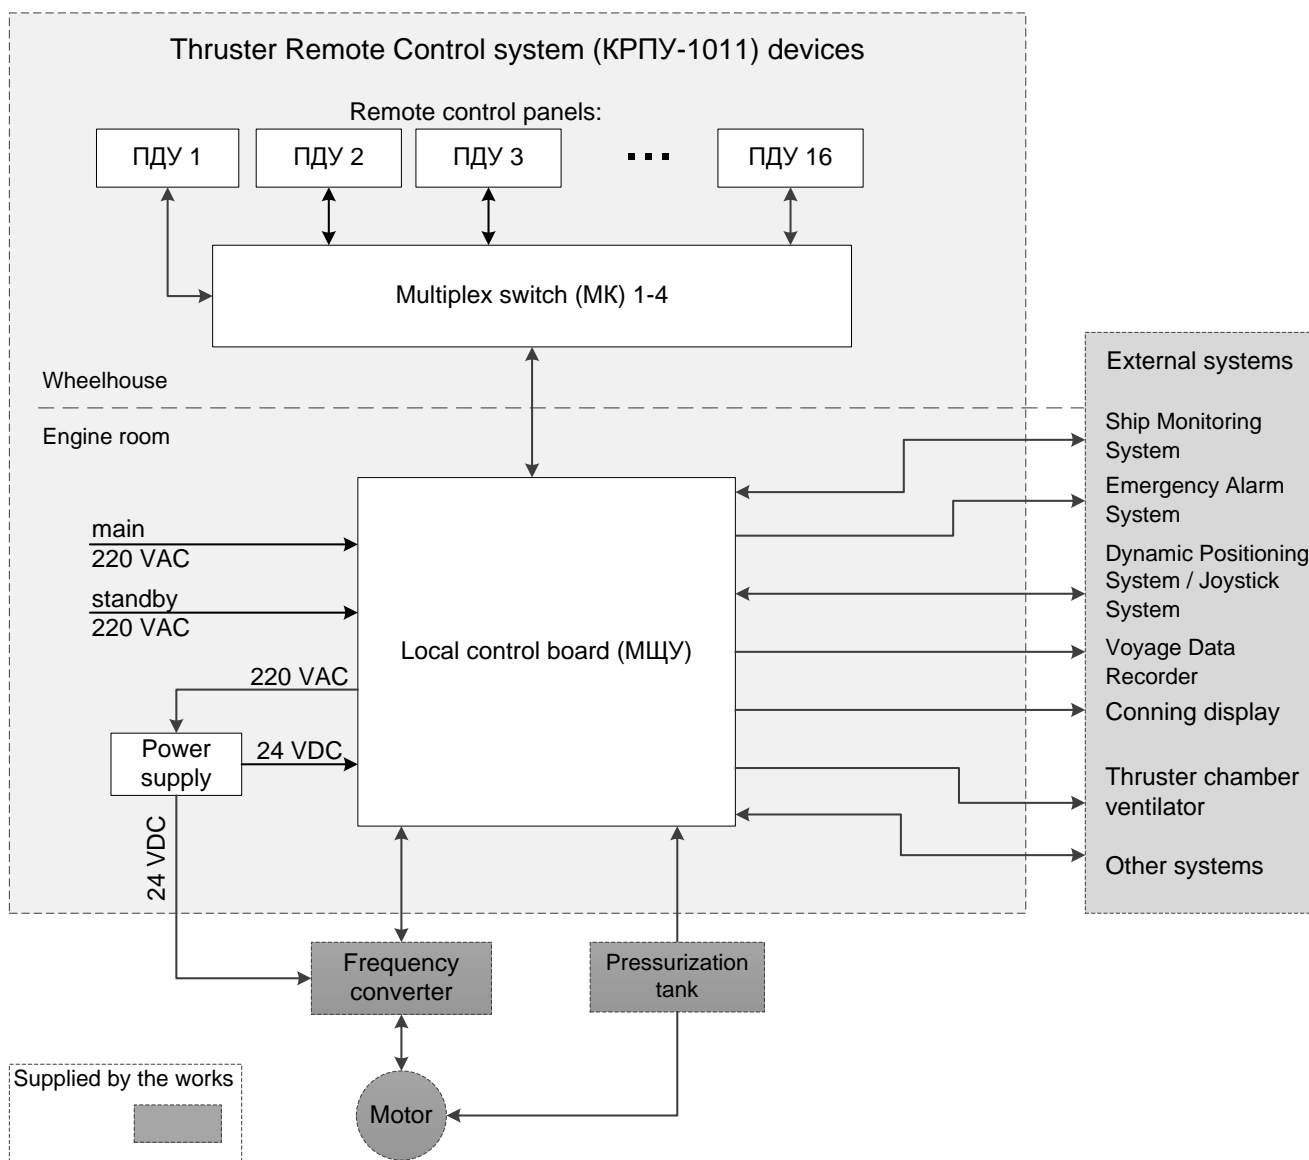 Thruster Remote Control system (КРПУ-1011) devices
Remote control panels:
ПДУ 1
ПДУ 2
ПДУ 3
ПДУ 16
Multiplex switch (МК) 1-4
Wheelhouse
Engine room
External systems
Ship Monitoring
System
Emergency Alarm
System
Dynamic Positioning
System / Joystick
System
Voyage Data
Recorder
Conning display
Thruster chamber
ventilator
Other systems
main
220 VAC
standby
220 VAC
Local control board (МЩУ)
220 VAC
Power
supply
24 VDC
24 VDC
Frequency
converter
Pressurization
tank
Motor
Supplied by the works